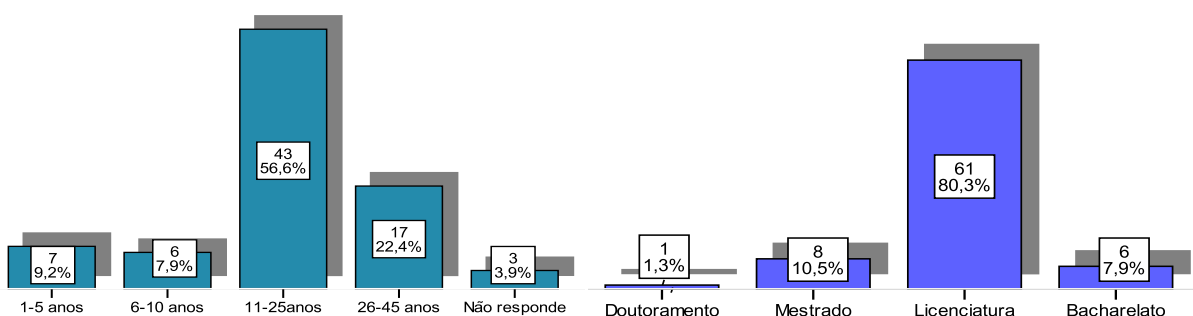 43
56,6%
61
80,3%
17
22,4%
1
1,3%
7
9,2%
6
7,9%
3
3,9%
8
10,5%
6
7,9%
1-5 anos
6-10 anos
11-25anos
26-45 anos
Não responde
Doutoramento
Mestrado
Licenciatura
Bacharelato